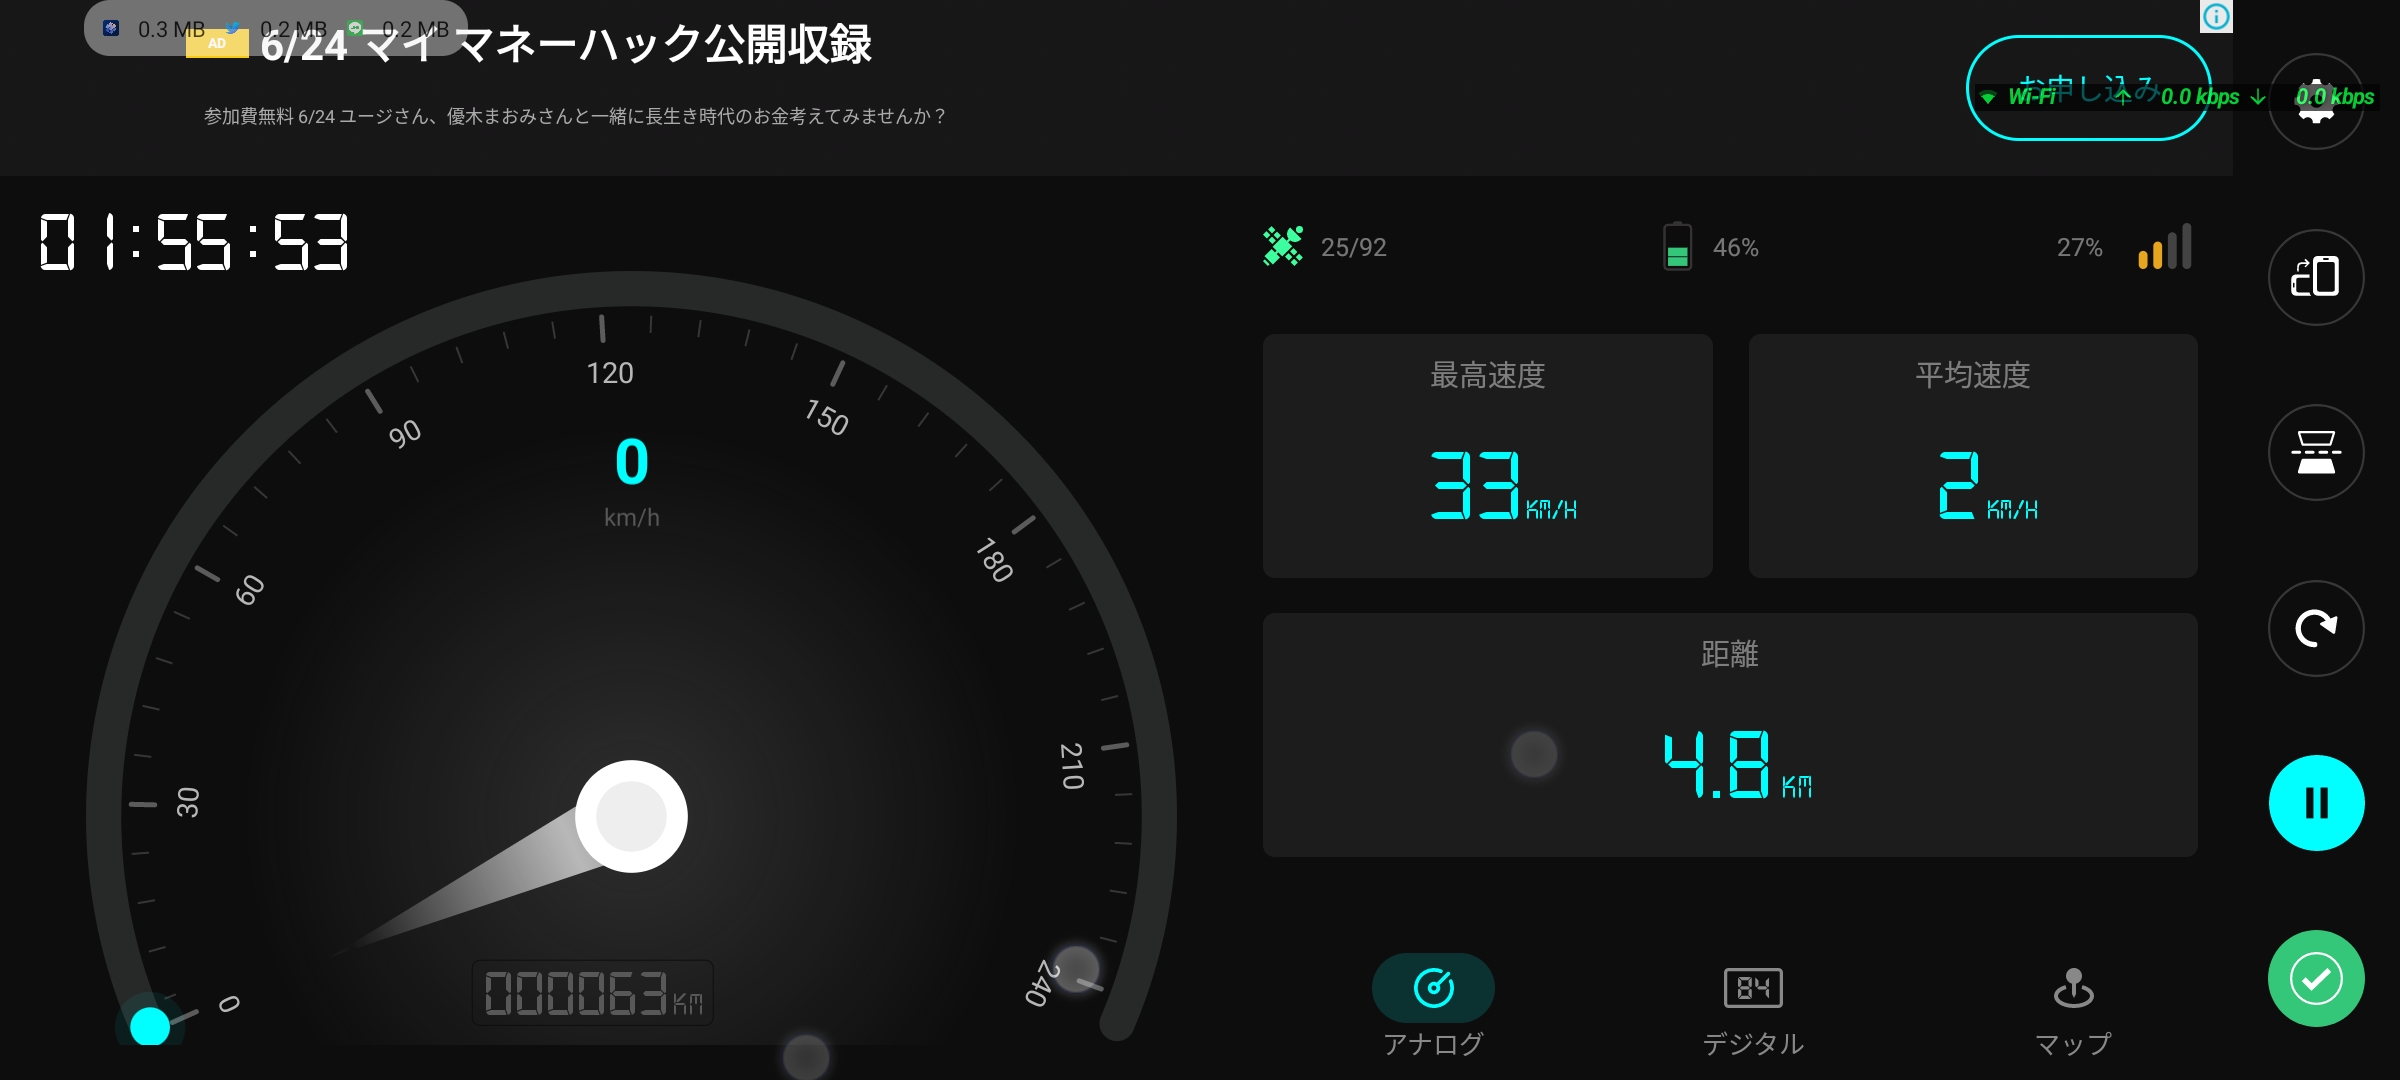 0.3 MB 0.2 MB 0.2 MB
AD 6/24 マイ マネーハック公開収録
参加費無料 6/24 ユージさん、優木まおみさんと一緒に長生き時代のお金考えてみませんか？
お申し込み
Wi-Fi ↑ 0.0 kbps ↓ 0.0 kbps
01:55:53
25/92
46%
27%
0
30
60
90
120
150
180
210
240
0
km/h
000063 KM
最高速度
33 KM/H
平均速度
2 KM/H
距離
4.8 KM
アナログ
84
デジタル
マップ